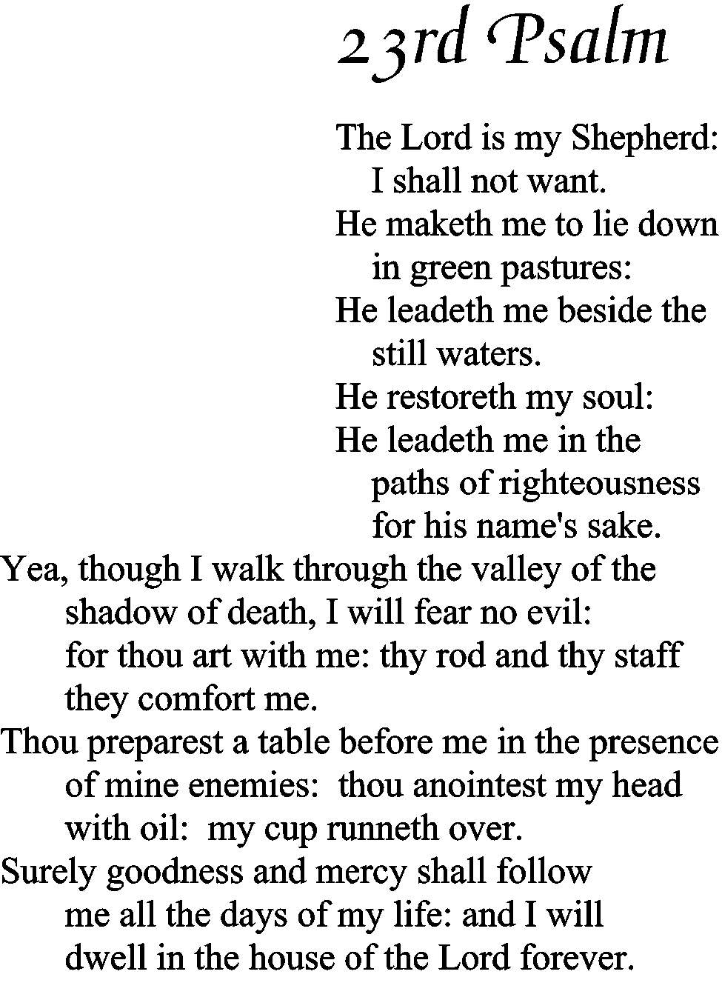 23rd Psalm
The Lord is my Shepherd:
I shall not want.
He maketh me to lie down
in green pastures:
He leadeth me beside the
still waters.
He restoreth my soul:
He leadeth me in the
paths of righteousness
for his name's sake.
Yea, though I walk through the valley of the
shadow of death, I will fear no evil:
for thou art with me: thy rod and thy staff
they comfort me.
Thou preparest a table before me in the presence
of mine enemies:  thou anointest my head
with oil:  my cup runneth over.
Surely goodness and mercy shall follow
me all the days of my life: and I will
dwell in the house of the Lord forever.